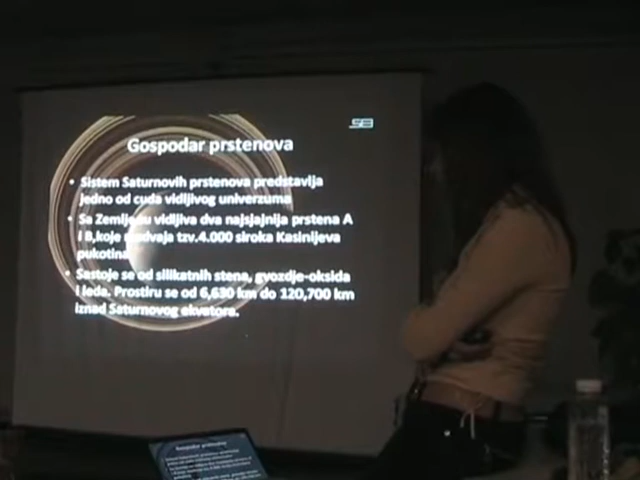 Gospodar prstenova
• Sistem Saturnovih prstenova predstavlja
jedno od cuda vidljivog univerzuma
• Sa Zemlje su vidljiva dva najsjajnija prstena A
i B,koje tzv.4.000 siroka Kasinijeva
pukotina
• Sastoje se od silikatnih stena, gvozdje-oksida
i leda. Prostiru se od 6,630 km do 120,700 km
iznad Saturnovog ekvatora.
Gospodar prstenova